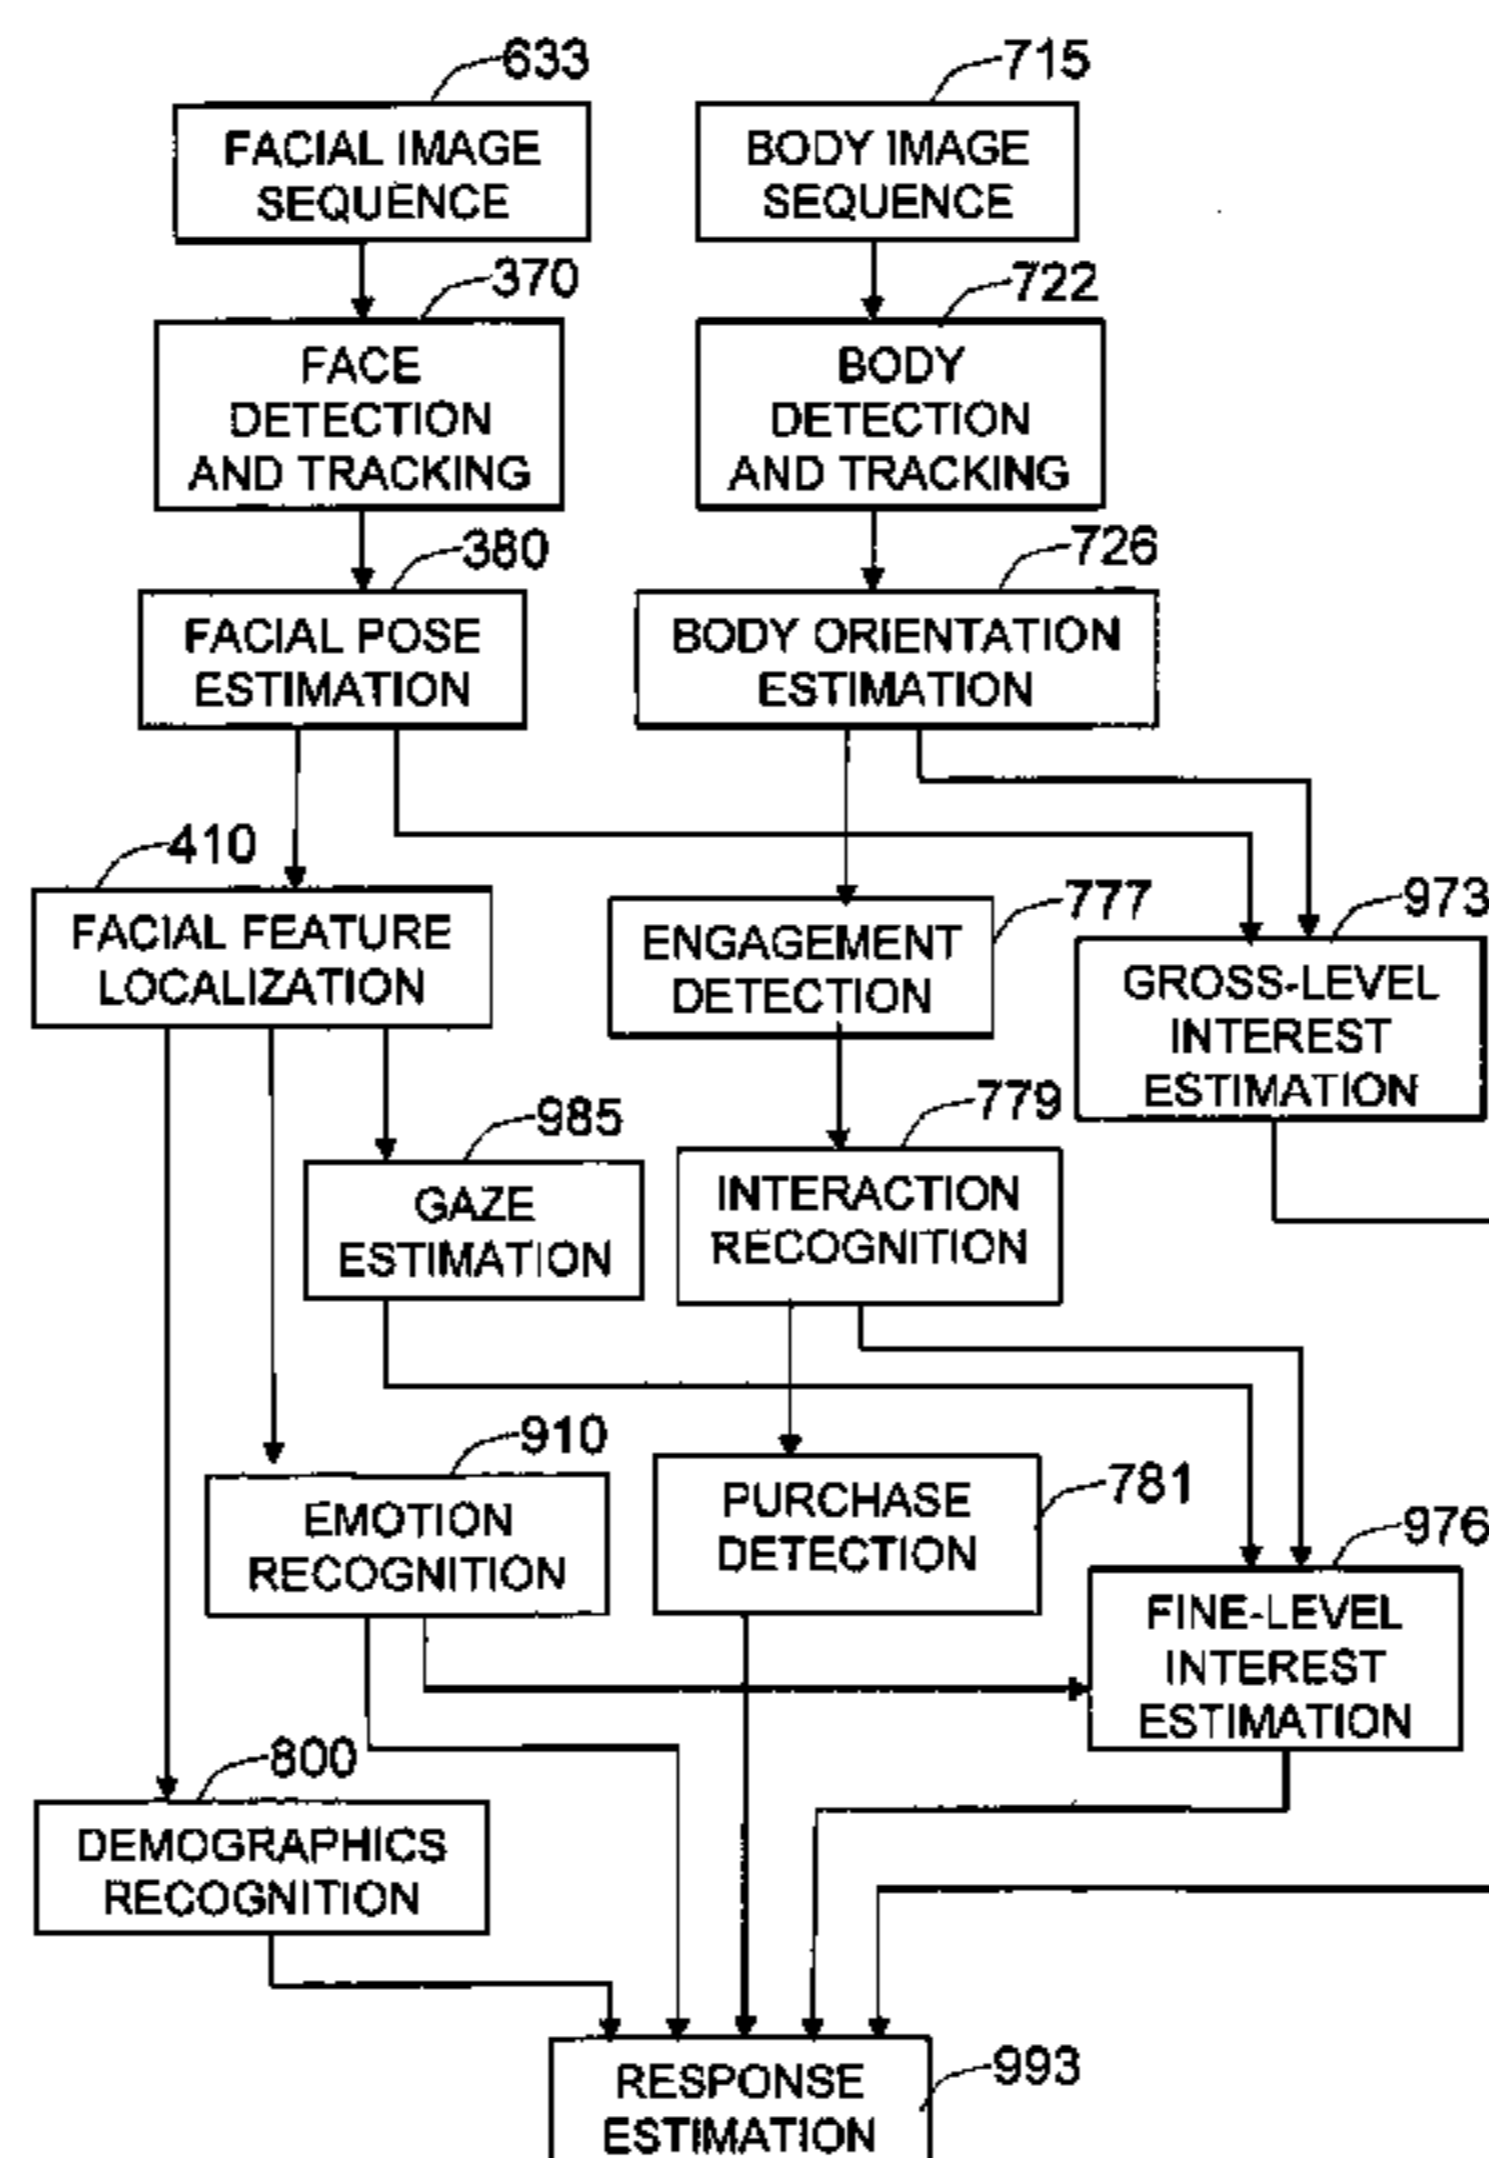 633
FACIAL IMAGE
SEQUENCE
715
BODY IMAGE
SEQUENCE
370
FACE
DETECTION
AND TRACKING
722
BODY
DETECTION
AND TRACKING
380
FACIAL POSE
ESTIMATION
726
BODY ORIENTATION
ESTIMATION
410
FACIAL FEATURE
LOCALIZATION
777
ENGAGEMENT
DETECTION
973
GROSS-LEVEL
INTEREST
ESTIMATION
985
GAZE
ESTIMATION
779
INTERACTION
RECOGNITION
910
EMOTION
RECOGNITION
781
PURCHASE
DETECTION
976
FINE-LEVEL
INTEREST
ESTIMATION
800
DEMOGRAPHICS
RECOGNITION
993
RESPONSE
ESTIMATION